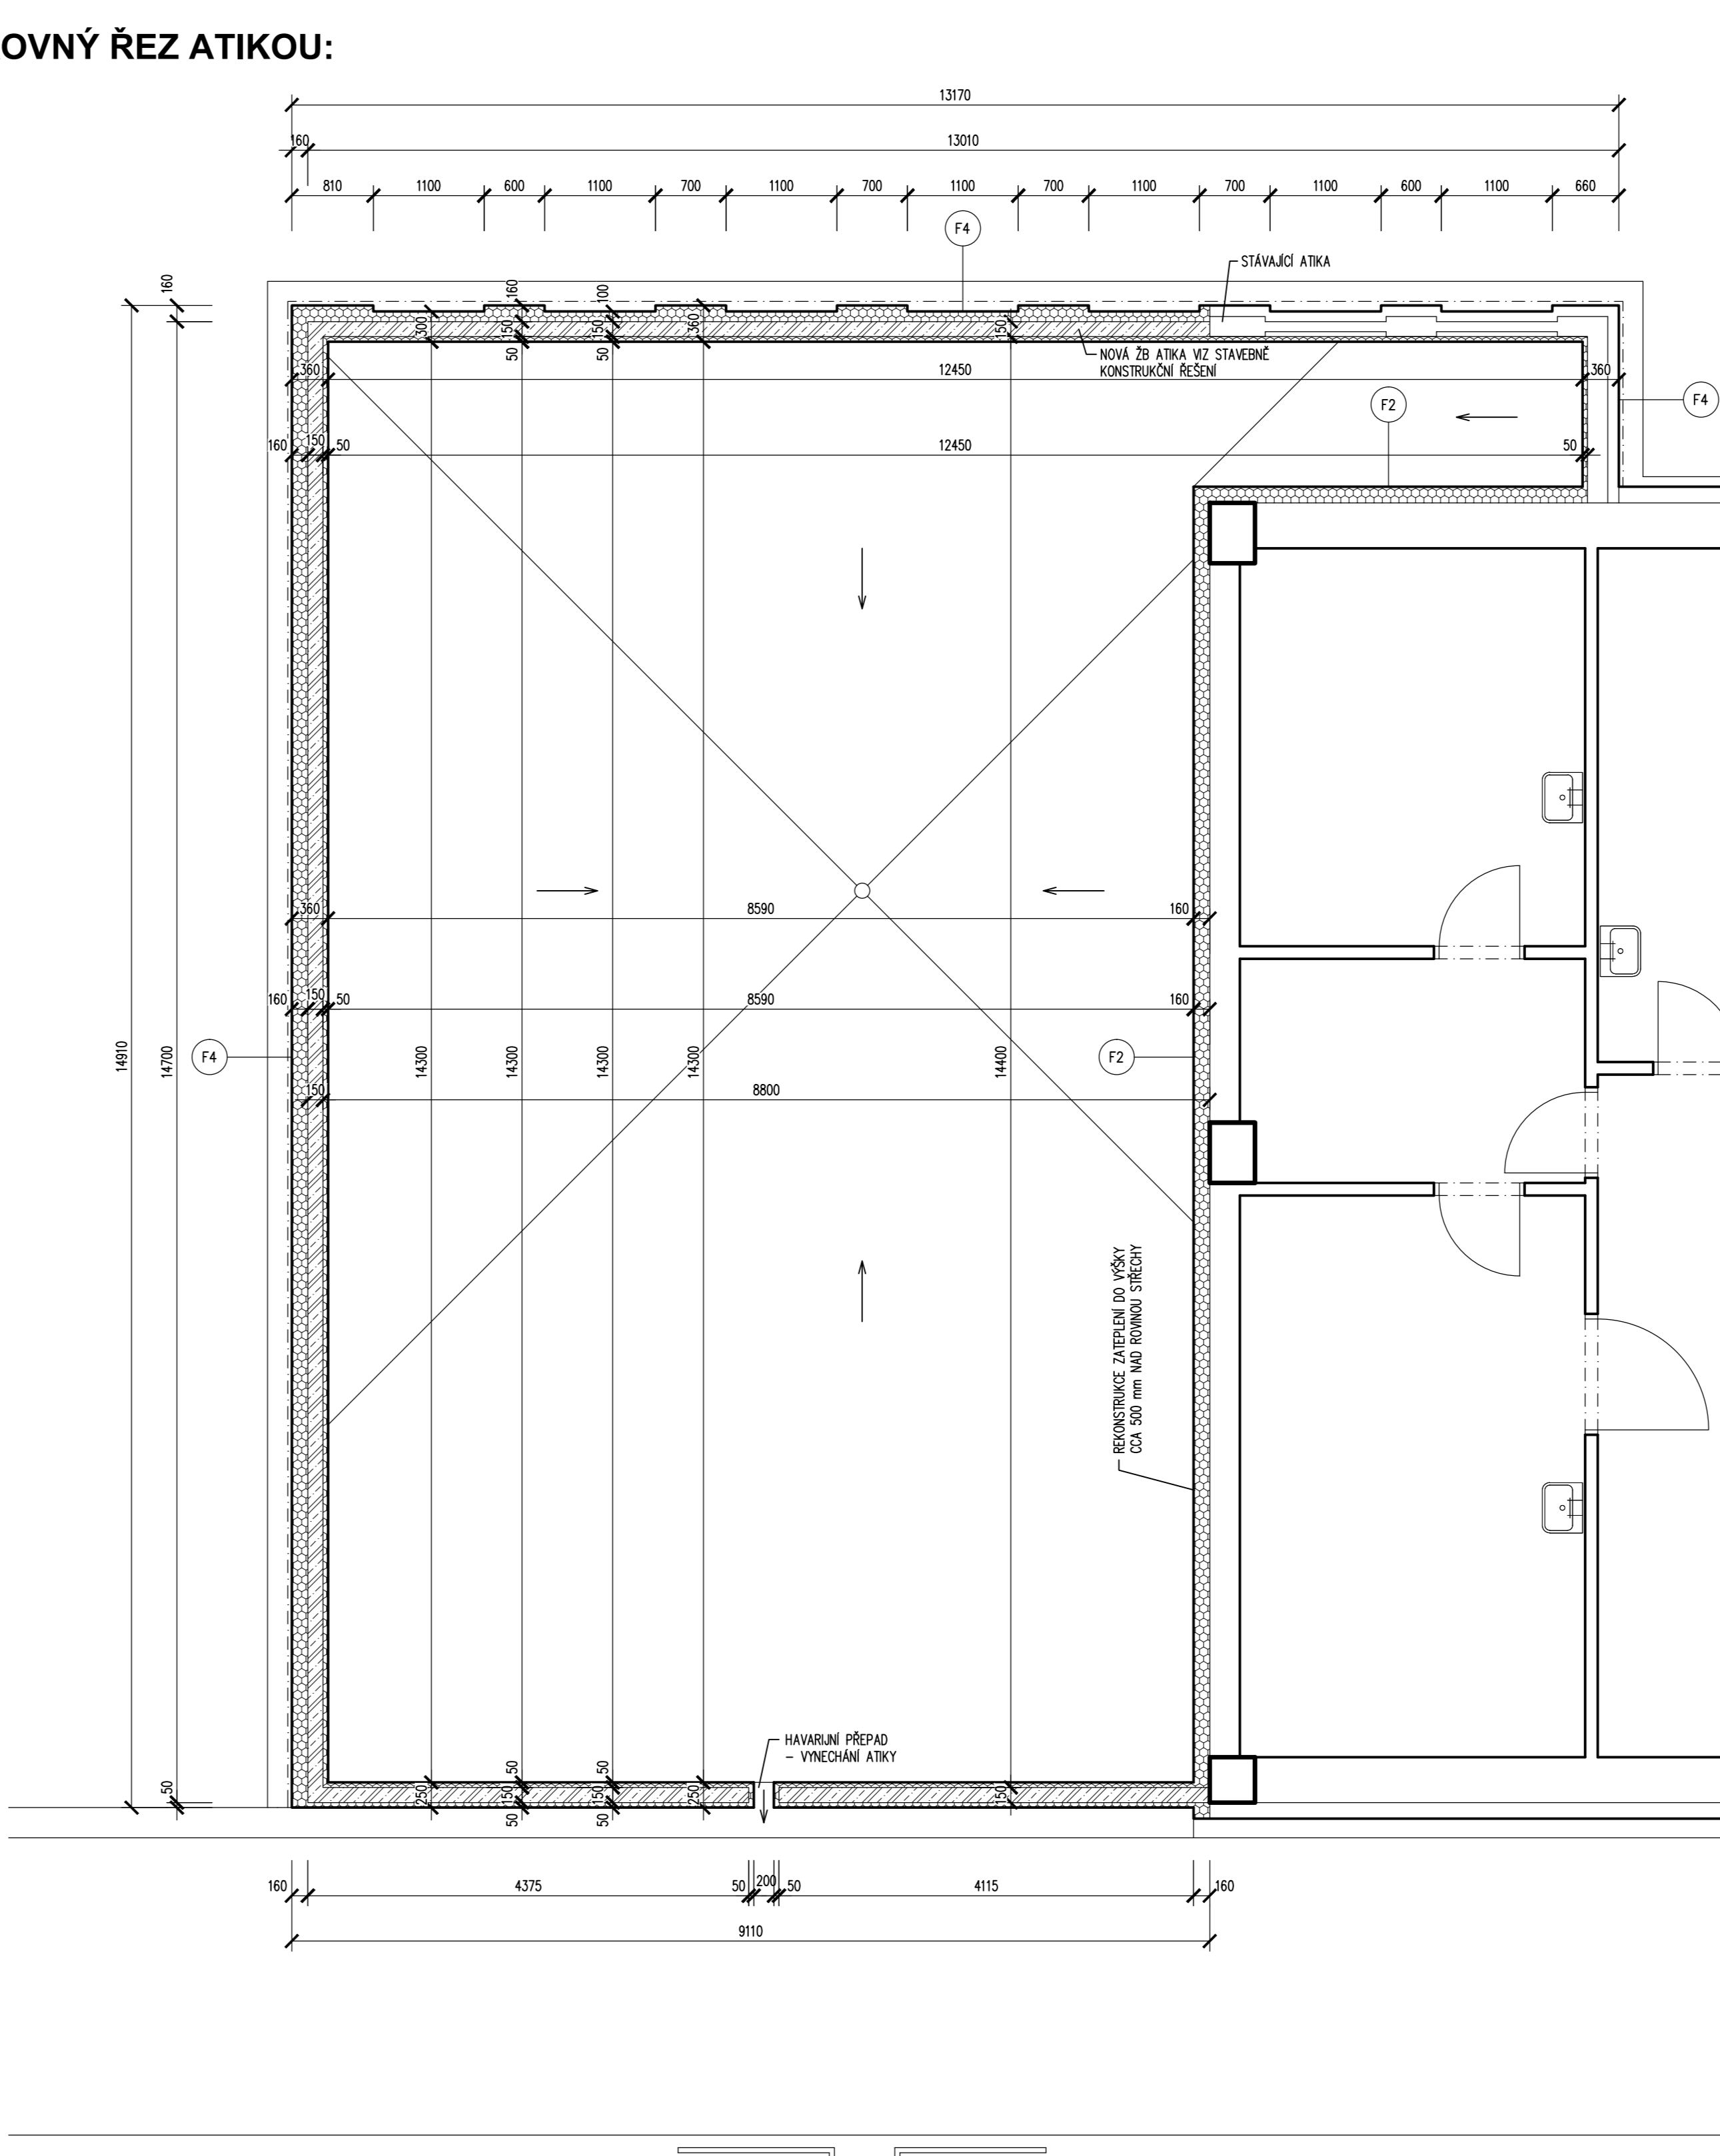 OVNÝ ŘEZ ATIKOU:
13170
160 13010
810 1100 600 1100 700 1100 700 1100 700 1100 700 1100 600 1100 660
F4
STÁVAJÍCÍ ATIKA
160
160 100
300 150 150 360 150
50 50
NOVÁ ŽB ATIKA VIZ STAVEBNĚ
KONSTRUKČNÍ ŘEŠENÍ
360 12450 360
F2
F4
160 150 50 12450 50
360 8590 160
160 150 50 8590 160
14910 14700 14300 14300 14300 14300 14400
F4
F2
150 8800
REKONSTRUKCE ZATEPLENÍ DO VÝŠKY
CCA 500 mm NAD ROVINOU STŘECHY
HAVARIJNÍ PŘEPAD
– VYNECHÁNÍ ATIKY
50 50
50 250 150 150 250 150
50 50
160 4375 50 200 50 4115 160
9110